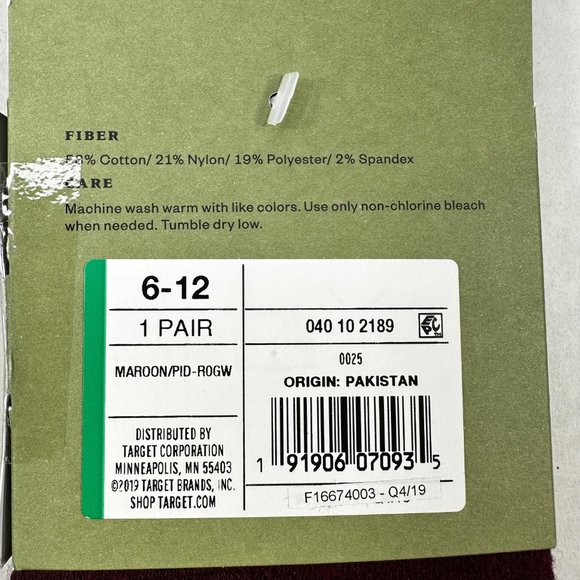 FIBER
58% Cotton/ 21% Nylon/ 19% Polyester/ 2% Spandex
CARE
Machine wash warm with like colors. Use only non-chlorine bleach
when needed. Tumble dry low.
6-12
1 PAIR
040 10 2189
EPC
MAROON/PID-R0GW
0025
ORIGIN: PAKISTAN
DISTRIBUTED BY
TARGET CORPORATION
MINNEAPOLIS, MN 55403
©2019 TARGET BRANDS, INC.
SHOP TARGET.COM
1 91906 07093 5
F16674003 - Q4/19